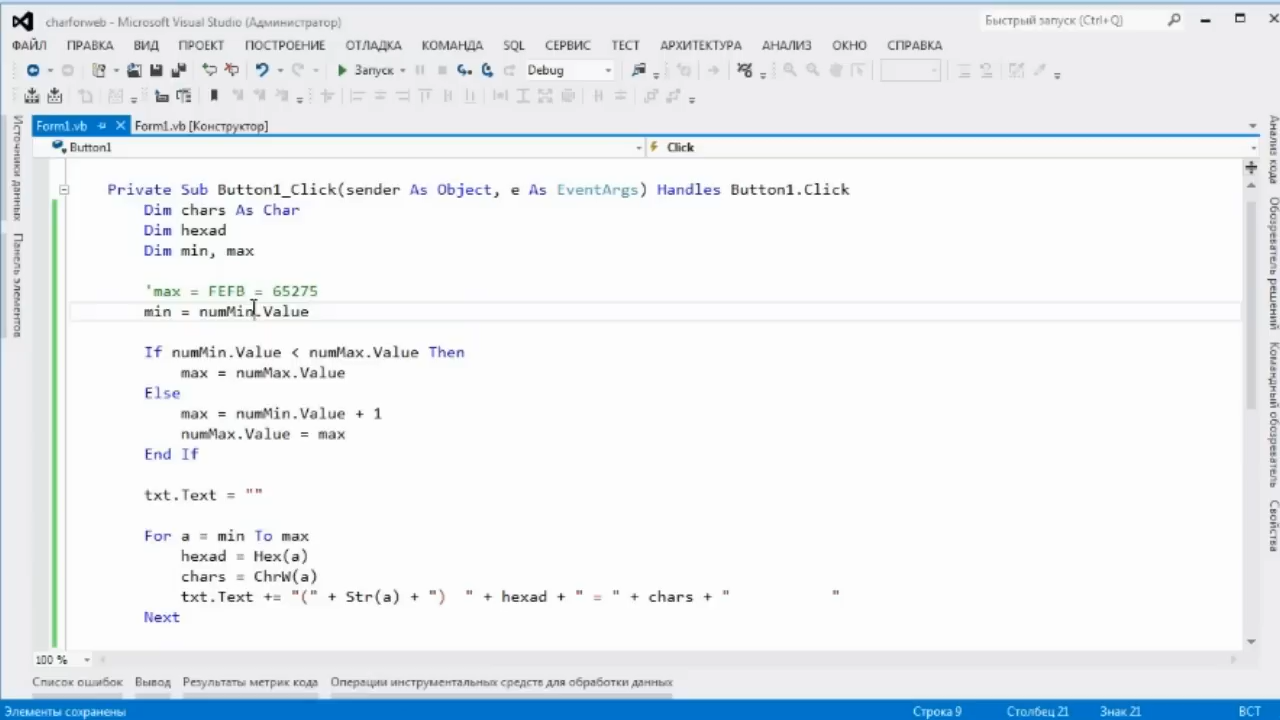 charforweb - Microsoft Visual Studio (Администратор)
Быстрый запуск (Ctrl+Q)
ФАЙЛ ПРАВКА ВИД ПРОЕКТ ПОСТРОЕНИЕ ОТЛАДКА КОМАНДА SQL СЕРВИС ТЕСТ АРХИТЕКТУРА АНАЛИЗ ОКНО СПРАВКА
Запуск Debug
Form1.vb Form1.vb [Конструктор]
Button1 Click
Источники данных
Панель элементов
Private Sub Button1_Click(sender As Object, e As EventArgs) Handles Button1.Click
Dim chars As Char
Dim hexad
Dim min, max
'max = FEFB = 65275
min = numMin.Value
If numMin.Value < numMax.Value Then
max = numMax.Value
Else
max = numMin.Value + 1
numMax.Value = max
End If
txt.Text = ""
For a = min To max
hexad = Hex(a)
chars = ChrW(a)
txt.Text += "(" + Str(a) + ")  " + hexad + " = " + chars + "           "
Next
Анализ кода
Обозреватель решений
Командный обозреватель
Свойства
100 %
Список ошибок Вывод Результаты метрик кода Операции инструментальных средств для обработки данных
Элементы сохранены Строка 9 Столбец 21 Знак 21 ВСТ